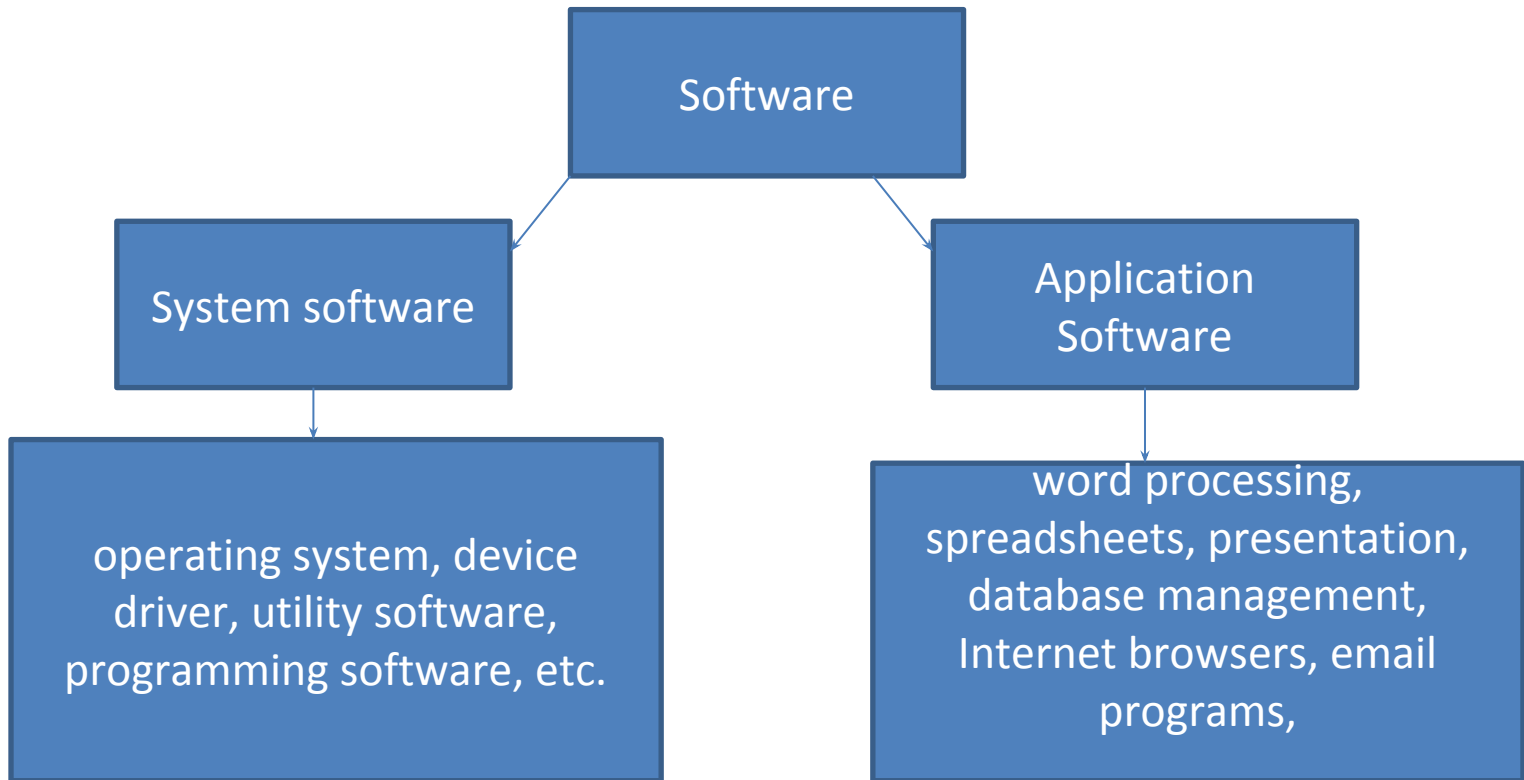 Software
System software
Application
Software
operating system, device
driver, utility software,
programming software, etc.
word processing,
spreadsheets, presentation,
database management,
Internet browsers, email
programs,